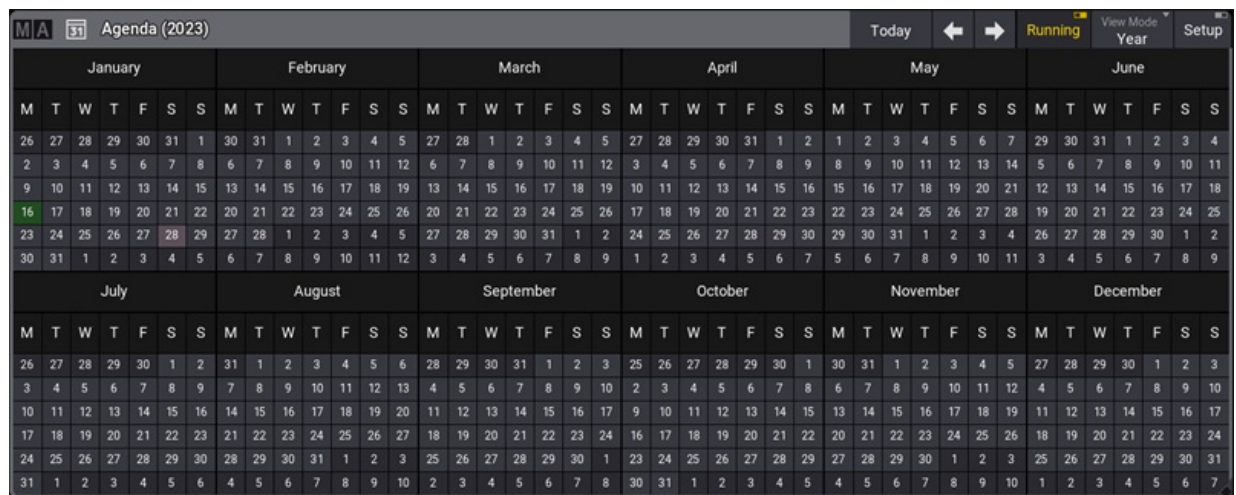 MA 31 Agenda (2023) Today Running View Mode Year Setup
January February March April May June
M T W T F S S M T W T F S S M T W T F S S M T W T F S S M T W T F S S M T W T F S S
26 27 28 29 30 31 1 30 31 1 2 3 4 5 27 28 1 2 3 4 5 27 28 29 30 31 1 2 1 2 3 4 5 6 7 29 30 31 1 2 3 4
2 3 4 5 6 7 8 6 7 8 9 10 11 12 6 7 8 9 10 11 12 3 4 5 6 7 8 9 8 9 10 11 12 13 14 5 6 7 8 9 10 11
9 10 11 12 13 14 15 13 14 15 16 17 18 19 13 14 15 16 17 18 19 10 11 12 13 14 15 16 15 16 17 18 19 20 21 12 13 14 15 16 17 18
16 17 18 19 20 21 22 20 21 22 23 24 25 26 20 21 22 23 24 25 26 17 18 19 20 21 22 23 22 23 24 25 26 27 28 19 20 21 22 23 24 25
23 24 25 26 27 28 29 27 28 1 2 3 4 5 27 28 29 30 31 1 2 24 25 26 27 28 29 30 29 30 31 1 2 3 4 26 27 28 29 30 1 2
30 31 1 2 3 4 5 6 7 8 9 10 11 12 3 4 5 6 7 8 9 1 2 3 4 5 6 7 5 6 7 8 9 10 11 3 4 5 6 7 8 9
July August September October November December
M T W T F S S M T W T F S S M T W T F S S M T W T F S S M T W T F S S M T W T F S S
26 27 28 29 30 1 2 31 1 2 3 4 5 6 28 29 30 31 1 2 3 25 26 27 28 29 30 1 30 31 1 2 3 4 5 27 28 29 30 1 2 3
3 4 5 6 7 8 9 7 8 9 10 11 12 13 4 5 6 7 8 9 10 2 3 4 5 6 7 8 6 7 8 9 10 11 12 4 5 6 7 8 9 10
10 11 12 13 14 15 16 14 15 16 17 18 19 20 11 12 13 14 15 16 17 9 10 11 12 13 14 15 13 14 15 16 17 18 19 11 12 13 14 15 16 17
17 18 19 20 21 22 23 21 22 23 24 25 26 27 18 19 20 21 22 23 24 16 17 18 19 20 21 22 20 21 22 23 24 25 26 18 19 20 21 22 23 24
24 25 26 27 28 29 30 28 29 30 31 1 2 3 25 26 27 28 29 30 1 23 24 25 26 27 28 29 27 28 29 30 1 2 3 25 26 27 28 29 30 31
31 1 2 3 4 5 6 4 5 6 7 8 9 10 2 3 4 5 6 7 8 30 31 1 2 3 4 5 4 5 6 7 8 9 10 1 2 3 4 5 6 7